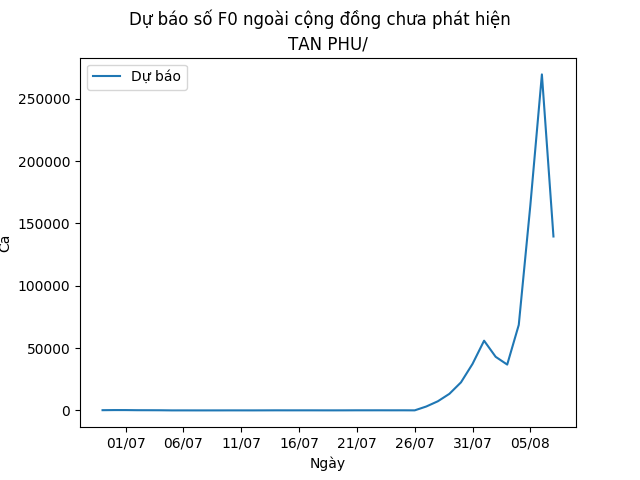 Dự báo số F0 ngoài cộng đồng chưa phát hiện
TAN PHU/
Dự báo
250000
200000
150000
100000
50000
0
Ca
01/07 06/07 11/07 16/07 21/07 26/07 31/07 05/08
Ngày